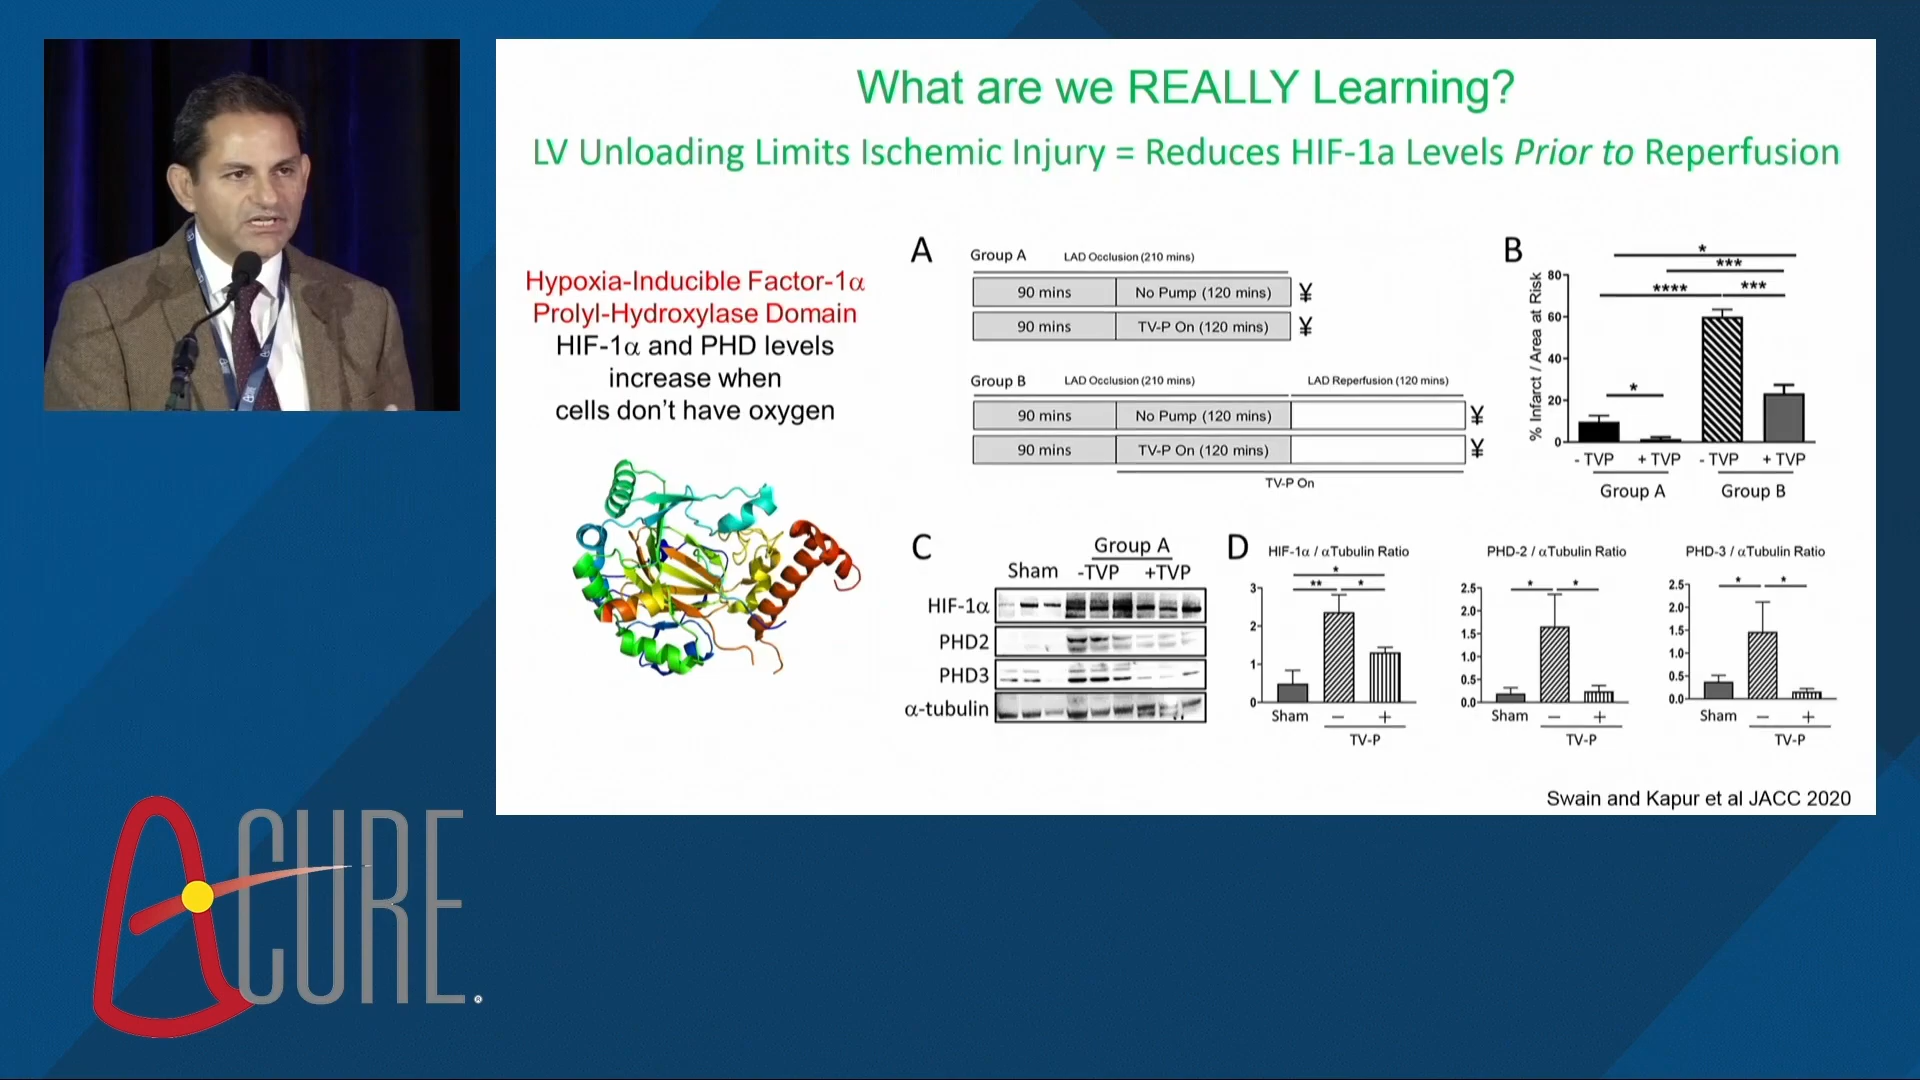 What are we REALLY Learning?
LV Unloading Limits Ischemic Injury = Reduces HIF-1a Levels Prior to Reperfusion
Hypoxia-Inducible Factor-1α
Prolyl-Hydroxylase Domain
HIF-1α and PHD levels
increase when
cells don't have oxygen
A
Group A LAD Occlusion (210 mins)
90 mins No Pump (120 mins) ¥
90 mins TV-P On (120 mins) ¥
Group B LAD Occlusion (210 mins) LAD Reperfusion (120 mins)
90 mins No Pump (120 mins) ¥
90 mins TV-P On (120 mins) ¥
TV-P On
B
% Infarct / Area at Risk
*
***
**** ***
*
80
60
40
20
0
- TVP + TVP - TVP + TVP
Group A Group B
C
Group A
Sham -TVP +TVP
HIF-1α
PHD2
PHD3
α-tubulin
D
HIF-1α / αTubulin Ratio
*
** *
3
2
1
0
Sham − +
TV-P
PHD-2 / αTubulin Ratio
* *
2.5
2.0
1.5
1.0
0.5
0.0
Sham − +
TV-P
PHD-3 / αTubulin Ratio
* *
2.5
2.0
1.5
1.0
0.5
0.0
Sham − +
TV-P
Swain and Kapur et al JACC 2020
A-CURE.®